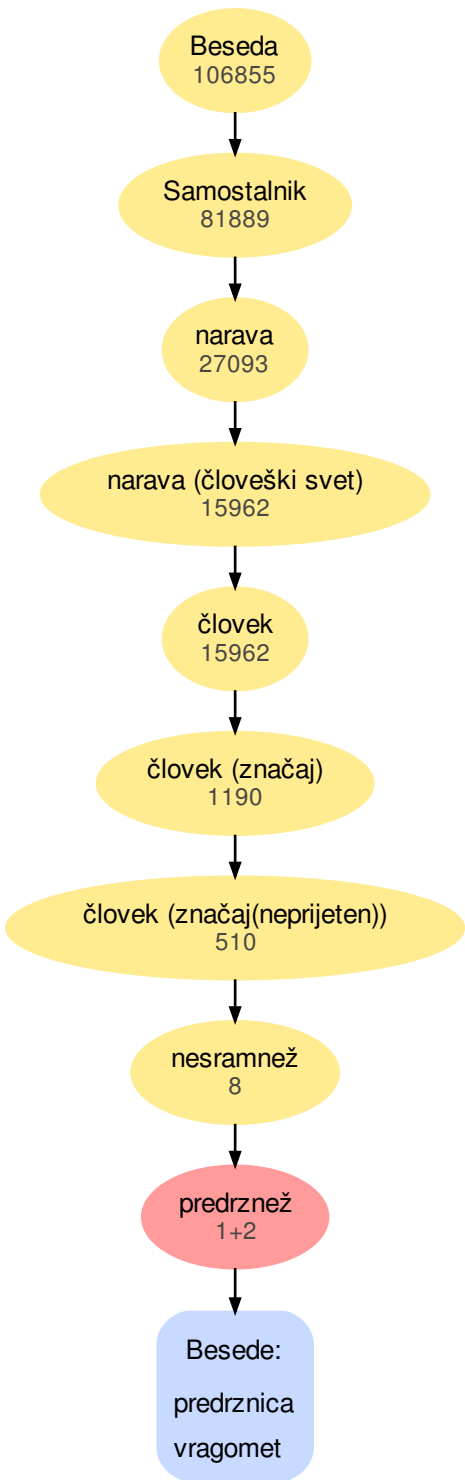 Beseda
106855
Samostalnik
81889
narava
27093
narava (človeški svet)
15962
človek
15962
človek (značaj)
1190
človek (značaj(neprijeten))
510
nesramnež
8
predrznež
1+2
Besede:
predrznica
vragomet